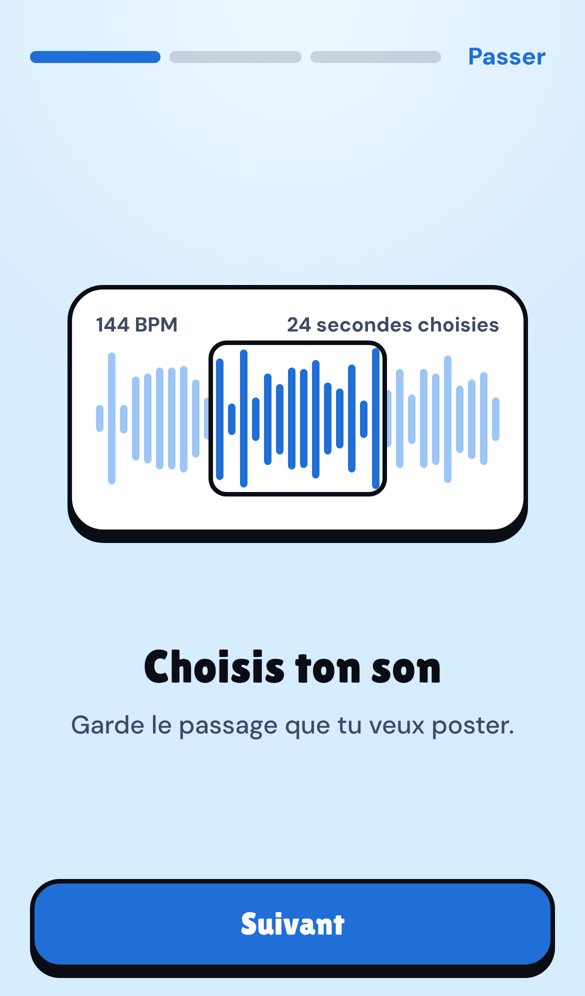 Passer
144 BPM
24 secondes choisies
Choisis ton son
Garde le passage que tu veux poster.
Suivant